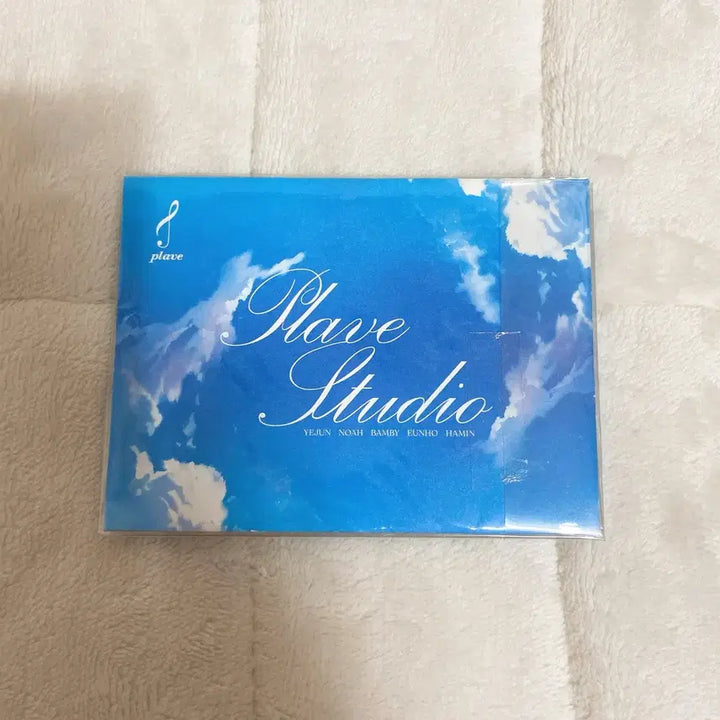 plave
Plave
Studio
YEJUN NOAH BAMBY EUNHO HAMIN